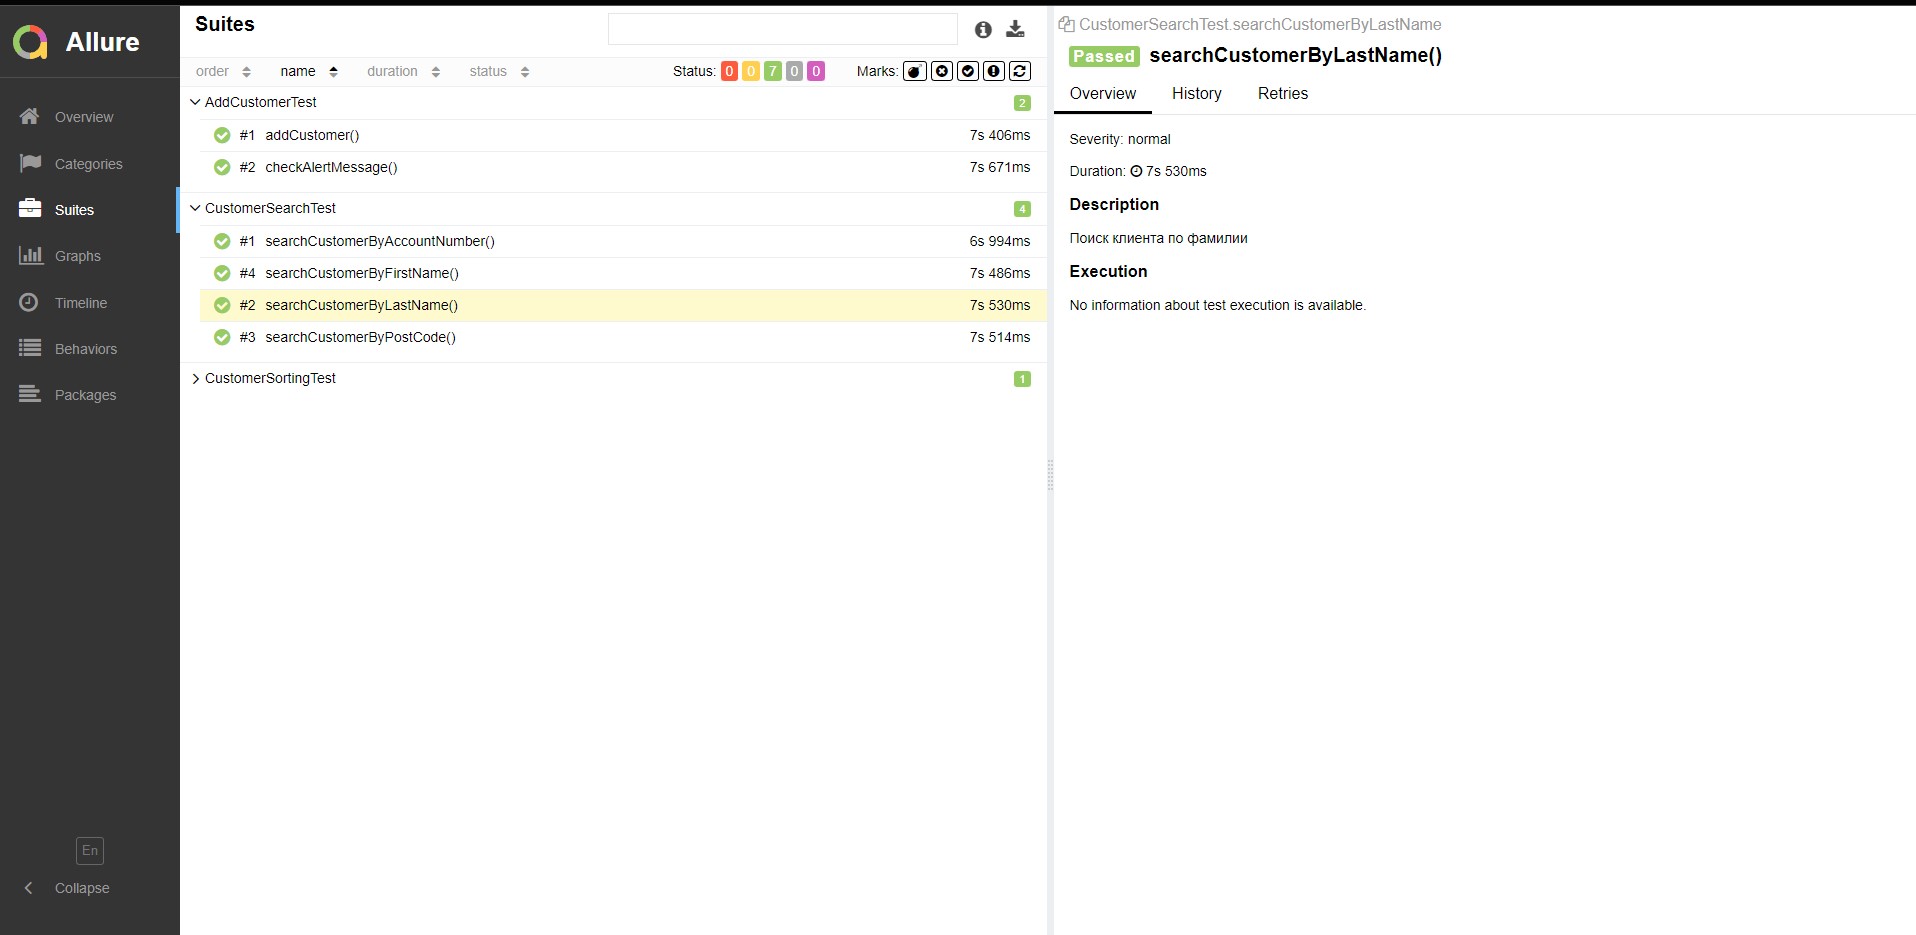 Allure
Overview
Categories
Suites
Graphs
Timeline
Behaviors
Packages
En
Collapse
Suites
order name duration status Status: 0 0 7 0 0 Marks:
AddCustomerTest 2
#1 addCustomer() 7s 406ms
#2 checkAlertMessage() 7s 671ms
CustomerSearchTest 4
#1 searchCustomerByAccountNumber() 6s 994ms
#4 searchCustomerByFirstName() 7s 486ms
#2 searchCustomerByLastName() 7s 530ms
#3 searchCustomerByPostCode() 7s 514ms
CustomerSortingTest 1
CustomerSearchTest.searchCustomerByLastName
Passed searchCustomerByLastName()
Overview History Retries
Severity: normal
Duration: 7s 530ms
Description
Поиск клиента по фамилии
Execution
No information about test execution is available.